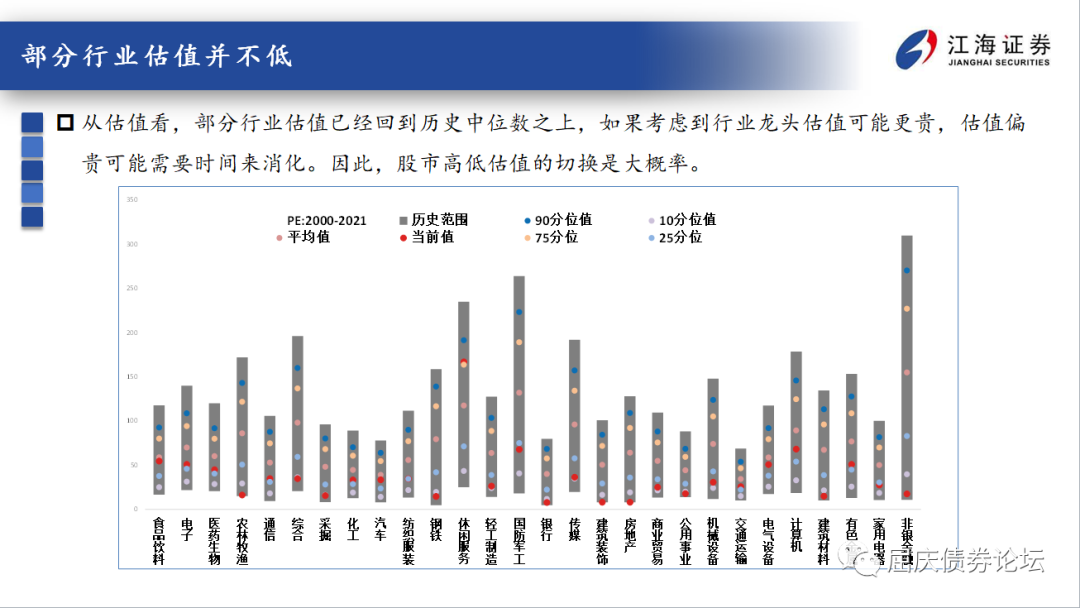 部分行业估值并不低
江海证券
JIANGHAI SECURITIES
从估值看，部分行业估值已经回到历史中位数之上，如果考虑到行业龙头估值可能更贵，估值偏
贵可能需要时间来消化。因此，股市高低估值的切换是大概率。
350
300
250
200
150
100
50
0
PE:2000-2021
历史范围
90分位值
10分位值
平均值
当前值
75分位
25分位
食品饮料
电子
医药生物
农林牧渔
通信
综合
采掘
化工
汽车
纺织服装
钢铁
休闲服务
轻工制造
国防军工
银行
传媒
建筑装饰
房地产
商业贸易
公用事业
机械设备
交通运输
电气设备
计算机
建筑材料
有色
家用电器
非银金融
屈庆债券论坛